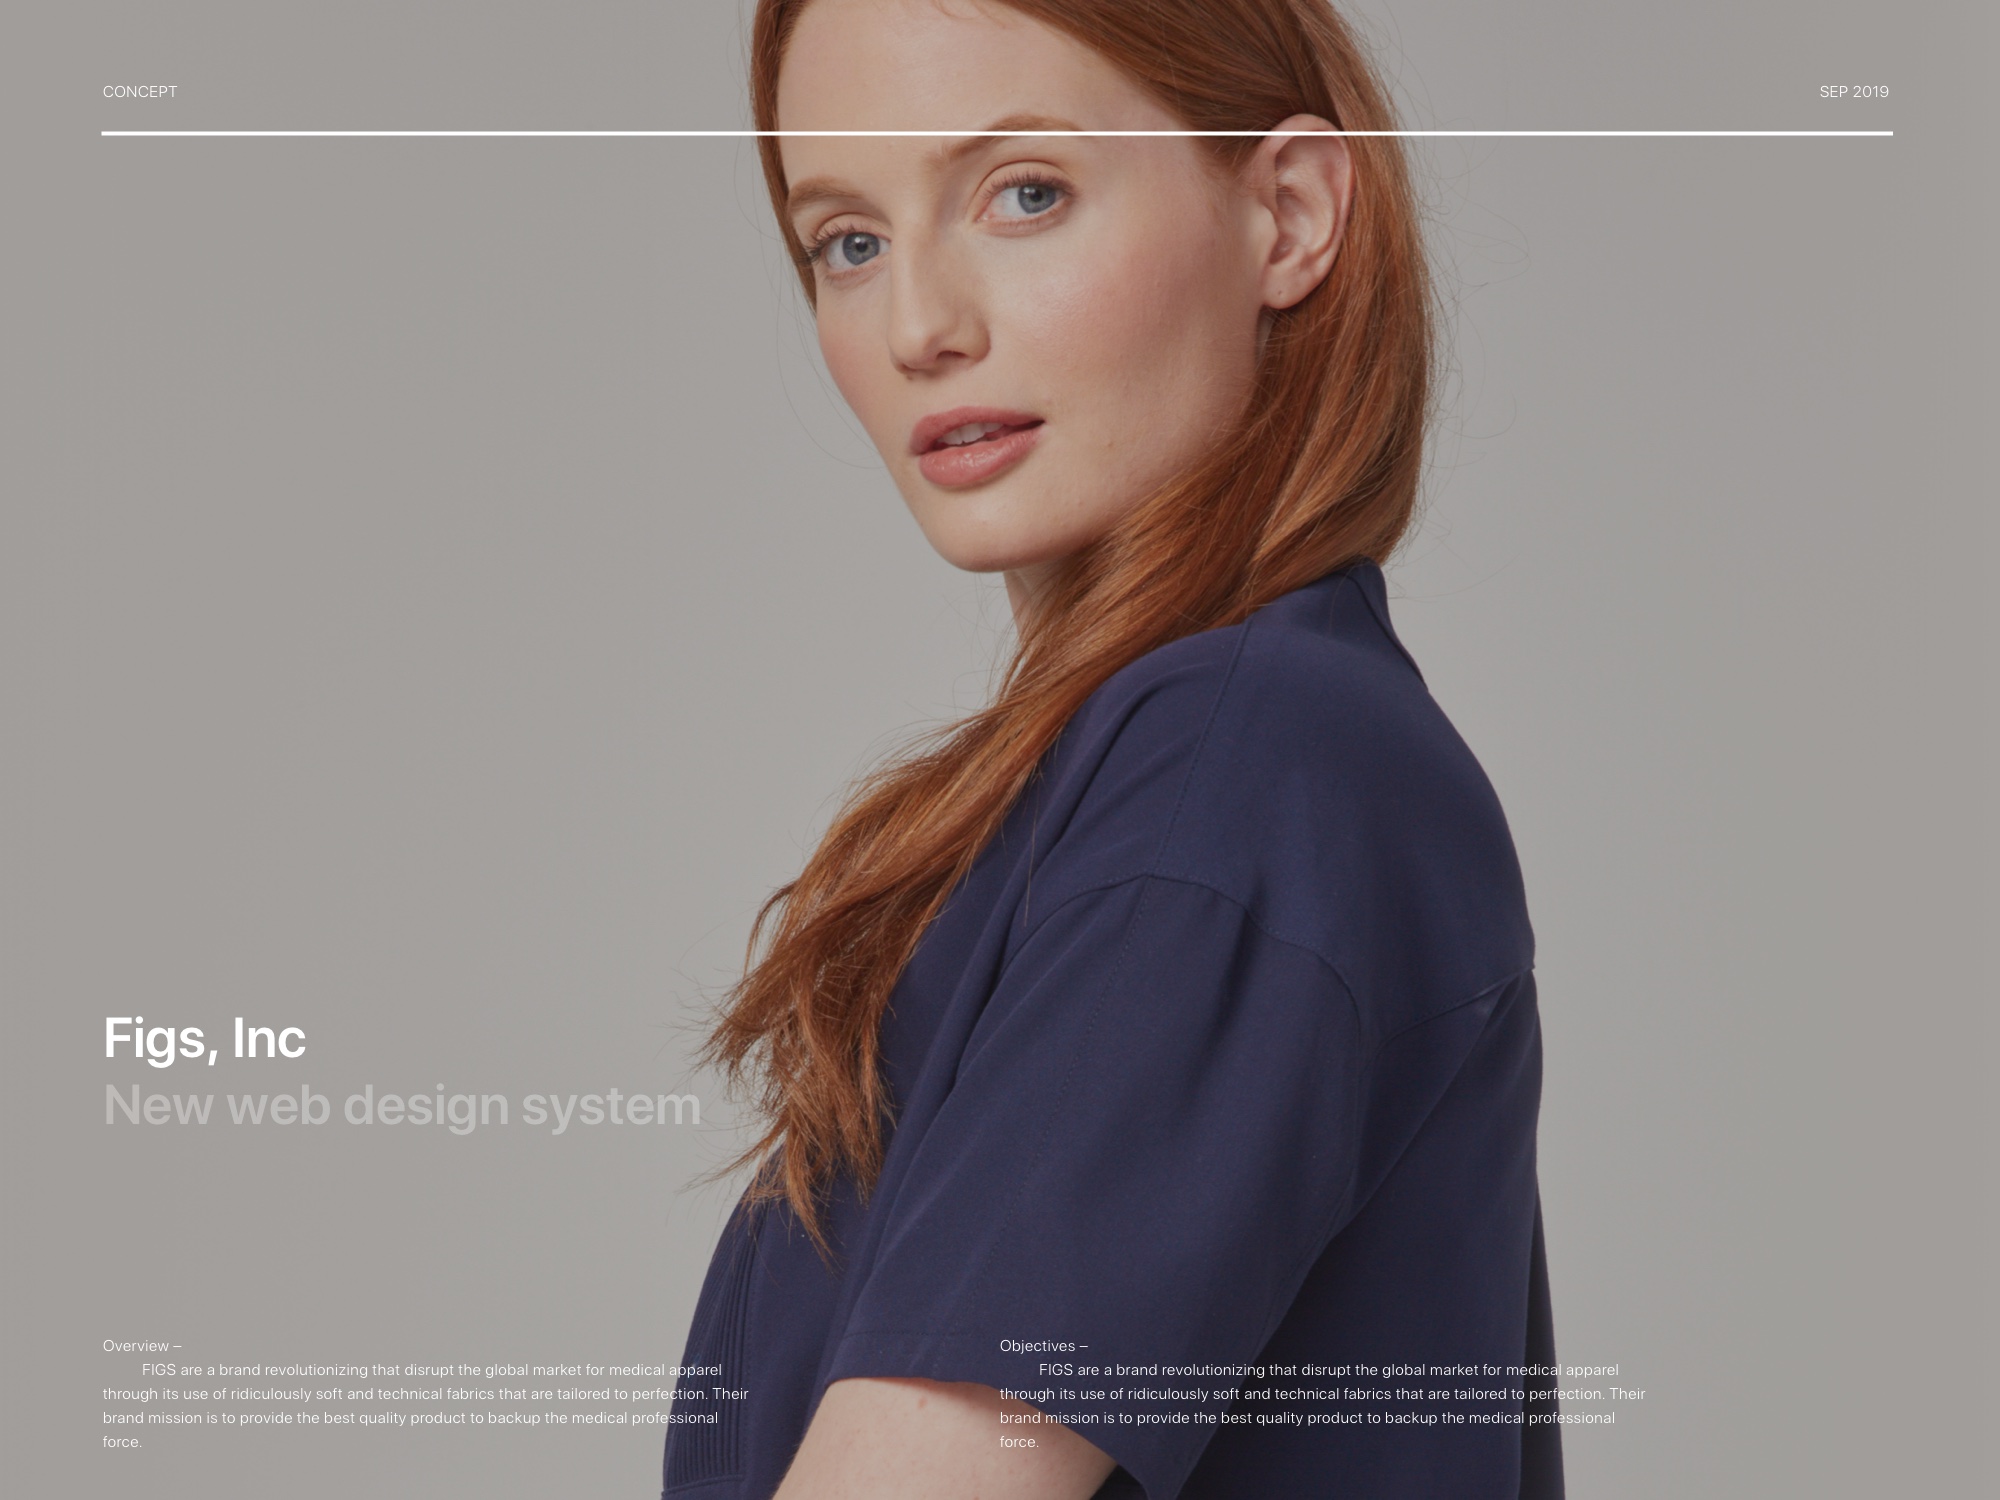 CONCEPT
SEP 2019
Figs, Inc
New web design system
Overview –
FIGS are a brand revolutionizing that disrupt the global market for medical apparel
through its use of ridiculously soft and technical fabrics that are tailored to perfection. Their
brand mission is to provide the best quality product to backup the medical professional
force.
Objectives –
FIGS are a brand revolutionizing that disrupt the global market for medical apparel
through its use of ridiculously soft and technical fabrics that are tailored to perfection. Their
brand mission is to provide the best quality product to backup the medical professional
force.